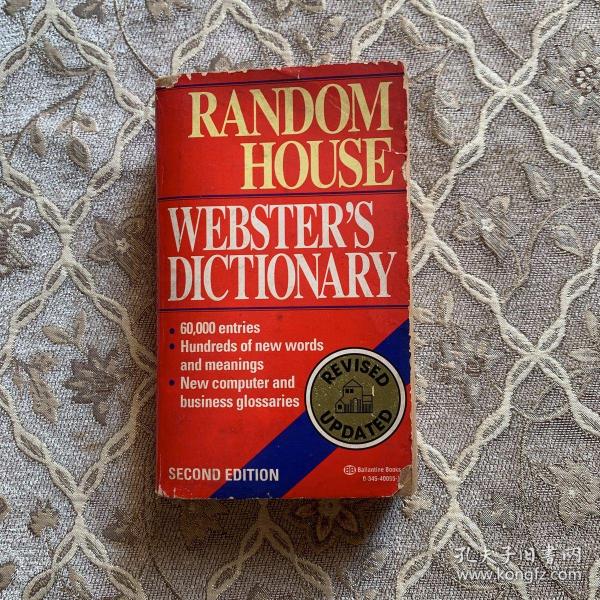 RANDOM
HOUSE
WEBSTER'S
DICTIONARY
• 60,000 entries
• Hundreds of new words
and meanings
• New computer and
business glossaries
REVISED
UPDATED
SECOND EDITION
BB Ballantine Books
孔夫子旧书网
www.kongfz.com